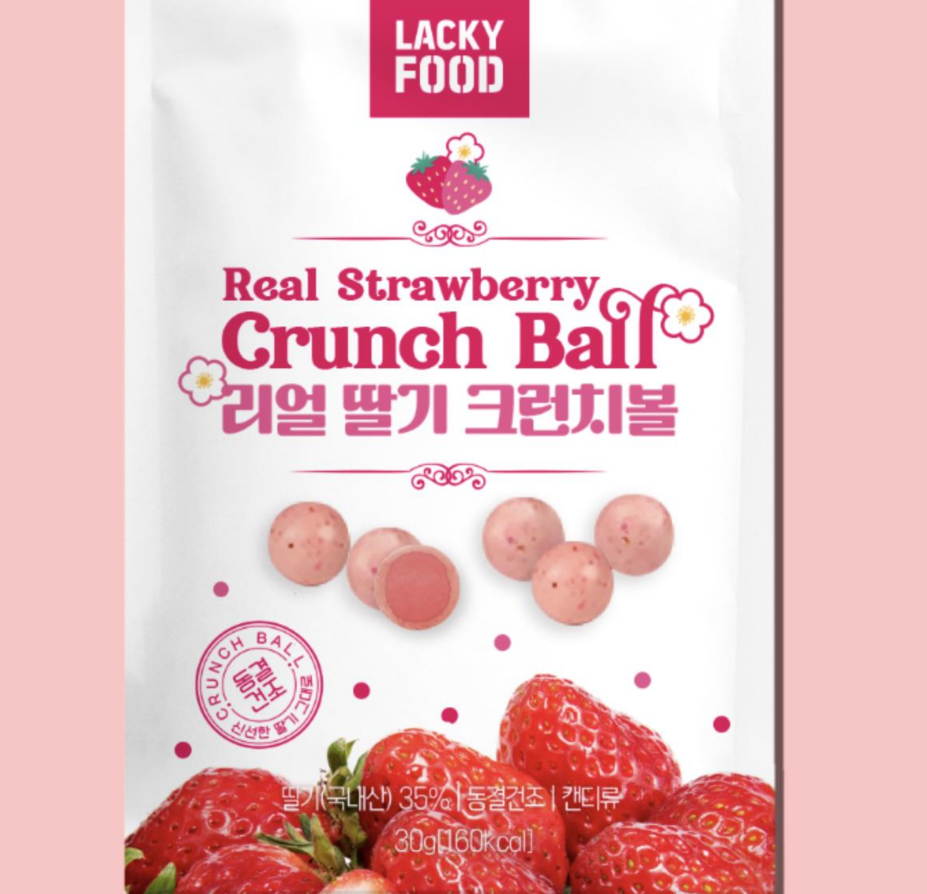 LACKY
FOOD
Real Strawberry
Crunch Ball
리얼 딸기 크런치볼
CRUNCH BALL
동결
건조
신선한 딸기 그대로
딸기(국내산) 35% | 동결건조 | 캔디류
30g[160kcal]